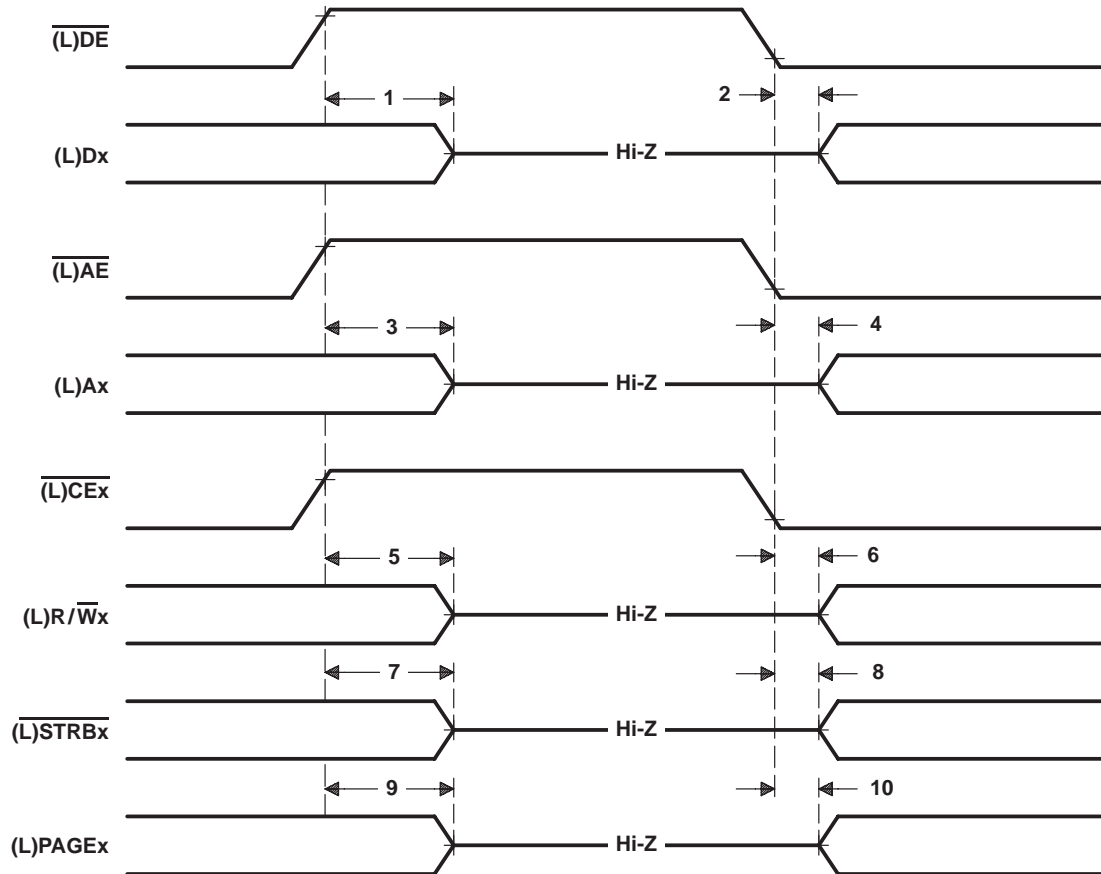 (L)DE
1
2
(L)Dx
Hi-Z
(L)AE
3
4
(L)Ax
Hi-Z
(L)CEx
5
6
(L)R/Wx
Hi-Z
7
8
(L)STRBx
Hi-Z
9
10
(L)PAGEx
Hi-Z